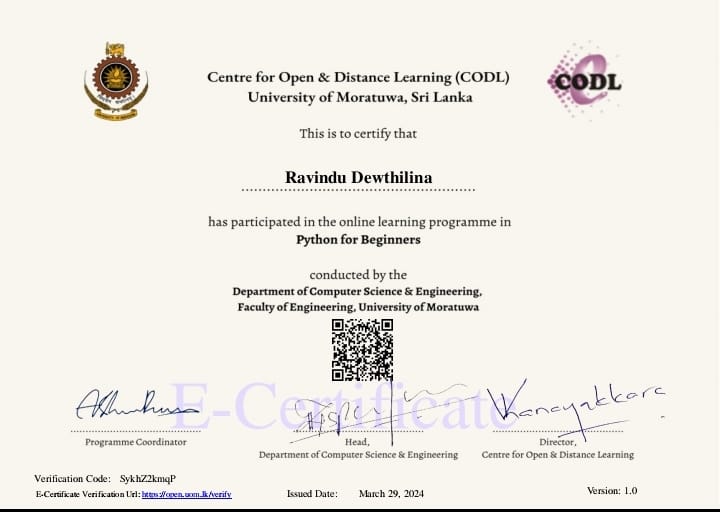 CODL
Centre for Open & Distance Learning (CODL)
University of Moratuwa, Sri Lanka
This is to certify that
Ravindu Dewthilina
has participated in the online learning programme in
Python for Beginners
conducted by the
Department of Computer Science & Engineering,
Faculty of Engineering, University of Moratuwa
E-Certificate
Programme Coordinator
Head,
Department of Computer Science & Engineering
Director,
Centre for Open & Distance Learning
Verification Code: SykhZ2kmqP
E-Certificate Verification Url: https://open.uom.lk/verify
Issued Date: March 29, 2024
Version: 1.0